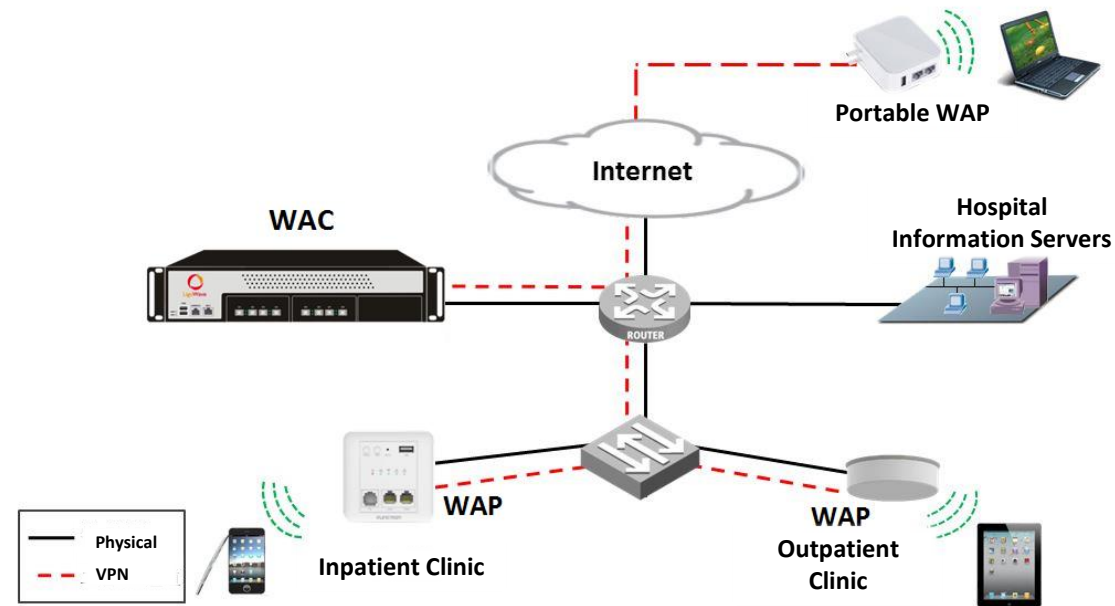 Portable WAP
Internet
WAC
Hospital
Information Servers
ROUTER
WAP
WAP
Outpatient
Clinic
Inpatient Clinic
Physical
VPN